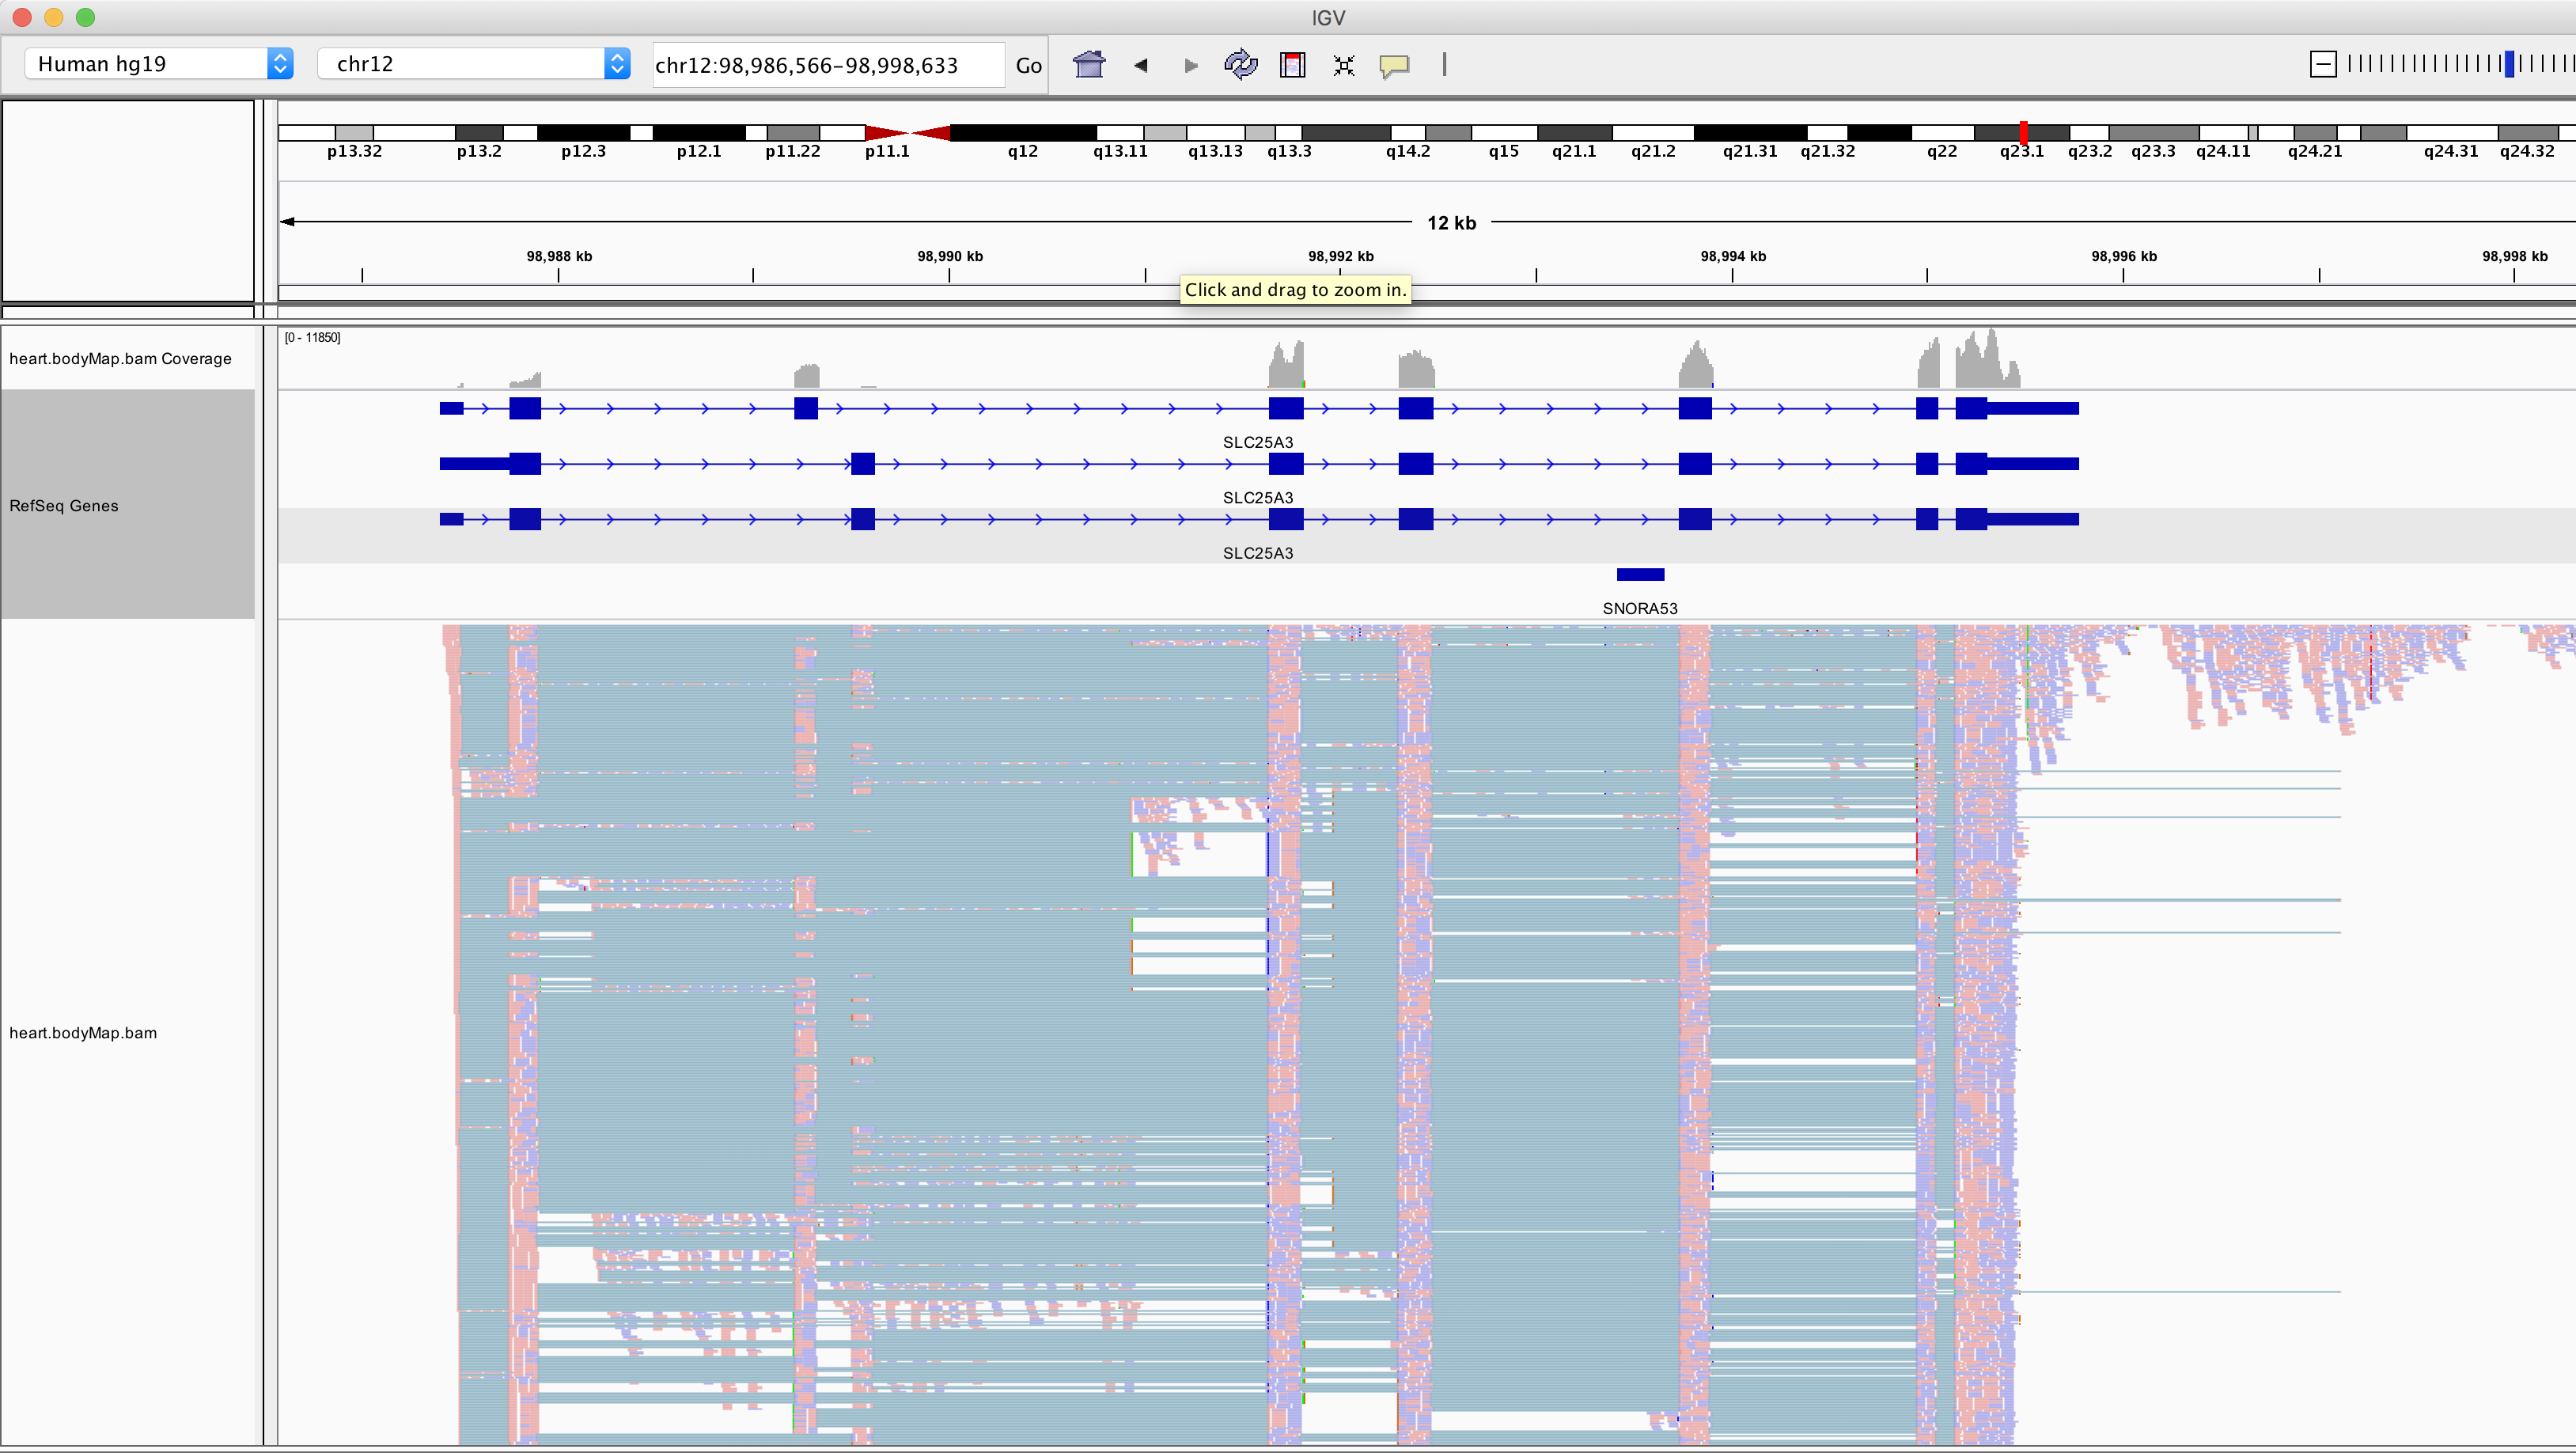 IGV
Human hg19 chr12 chr12:98,986,566-98,998,633 Go
p13.32 p13.2 p12.3 p12.1 p11.22 p11.1 q12 q13.11 q13.13 q13.3 q14.2 q15 q21.1 q21.2 q21.31 q21.32 q22 q23.1 q23.2 q23.3 q24.11 q24.21 q24.31 q24.32
12 kb
98,988 kb 98,990 kb 98,992 kb 98,994 kb 98,996 kb 98,998 kb
Click and drag to zoom in.
[0 - 11850]
heart.bodyMap.bam Coverage
SLC25A3
SLC25A3
RefSeq Genes
SLC25A3
SNORA53
heart.bodyMap.bam